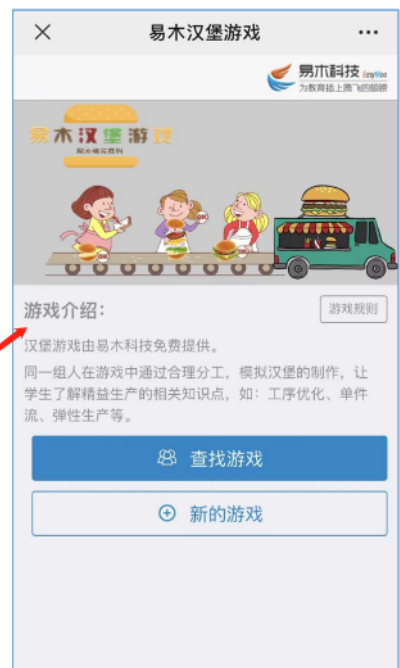 易木汉堡游戏
易木科技 EasyMoo
为教育插上腾飞的翅膀
易木汉堡游戏
OK
OK
OK
游戏介绍：
游戏规则
汉堡游戏由易木科技免费提供。
同一组人在游戏中通过合理分工，模拟汉堡的制作，让
学生了解精益生产的相关知识点，如：工序优化、单件
流、弹性生产等。
查找游戏
新的游戏